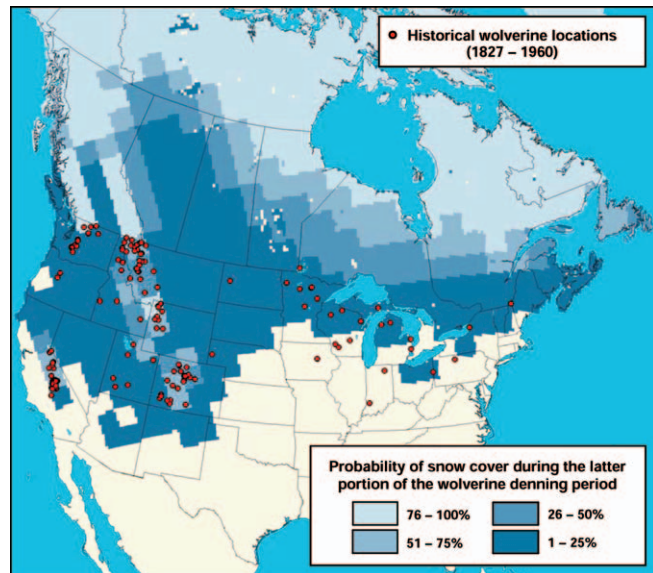 Historical wolverine locations
(1827 – 1960)
Probability of snow cover during the latter
portion of the wolverine denning period
76 – 100%
26 – 50%
51 – 75%
1 – 25%